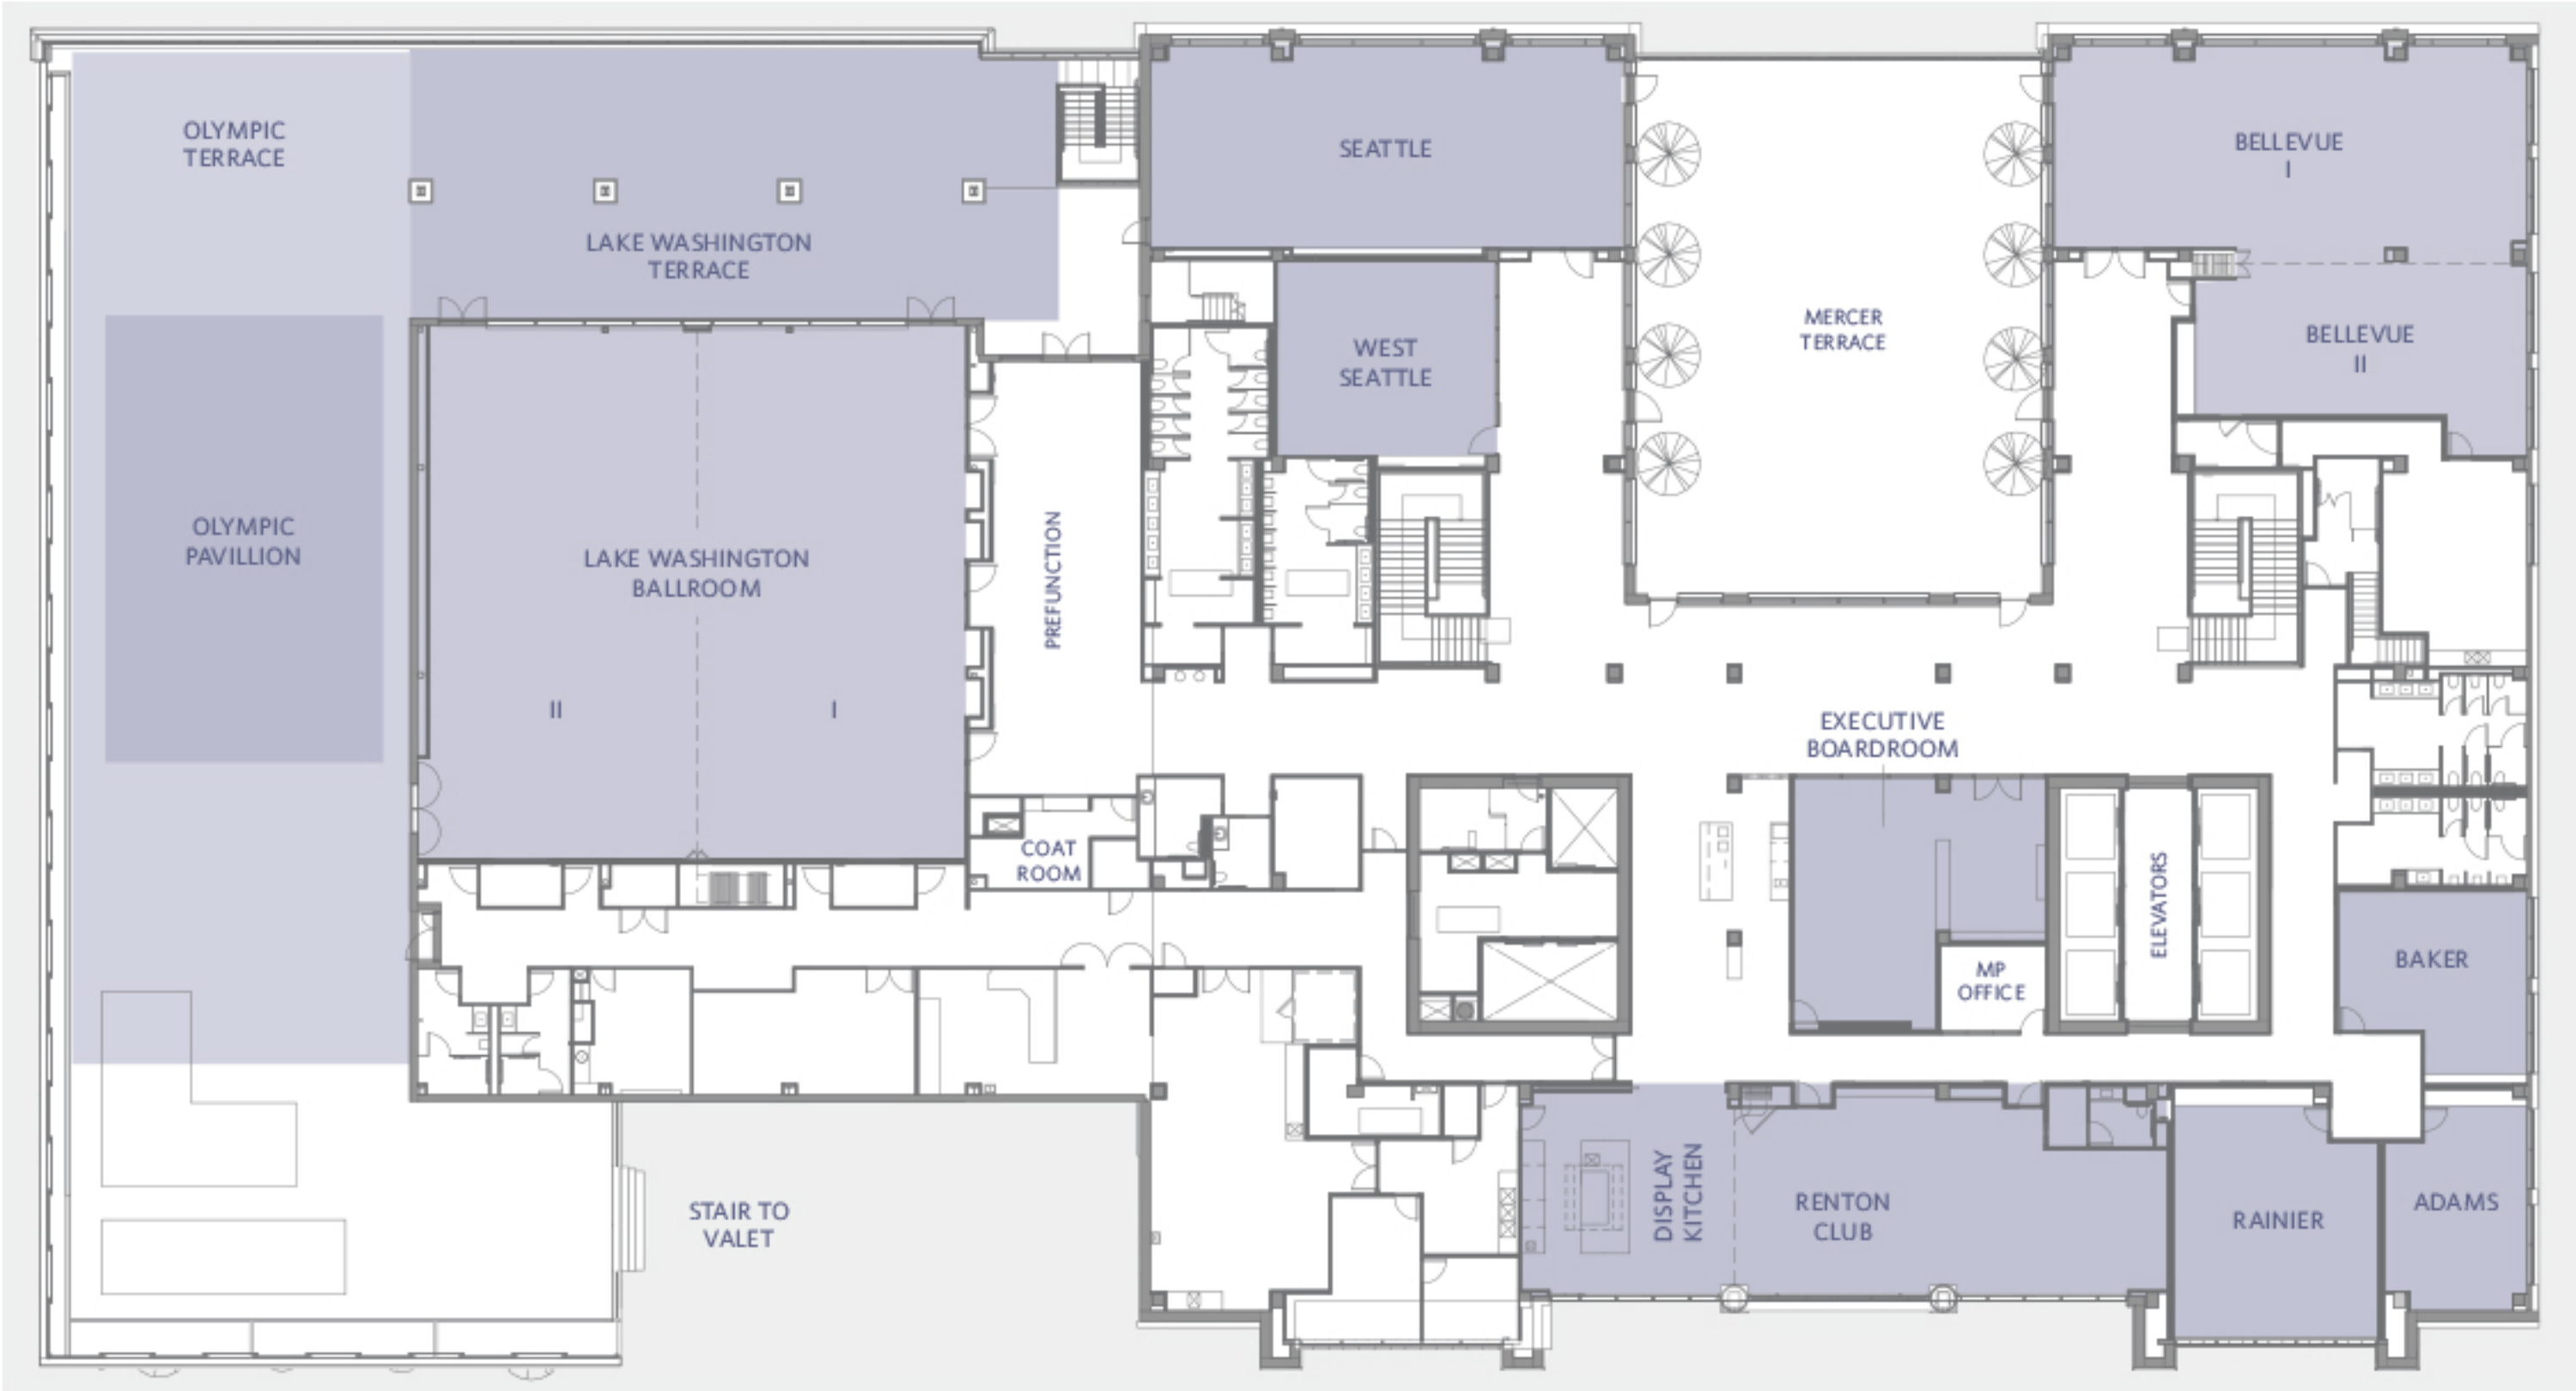 OLYMPIC
TERRACE
LAKE WASHINGTON
TERRACE
SEATTLE
BELLEVUE
I
WEST
SEATTLE
MERCER
TERRACE
BELLEVUE
II
OLYMPIC
PAVILLION
LAKE WASHINGTON
BALLROOM
II
I
PREFUNCTION
EXECUTIVE
BOARDROOM
COAT
ROOM
ELEVATORS
MP
OFFICE
BAKER
STAIR TO
VALET
DISPLAY
KITCHEN
RENTON
CLUB
RAINIER
ADAMS